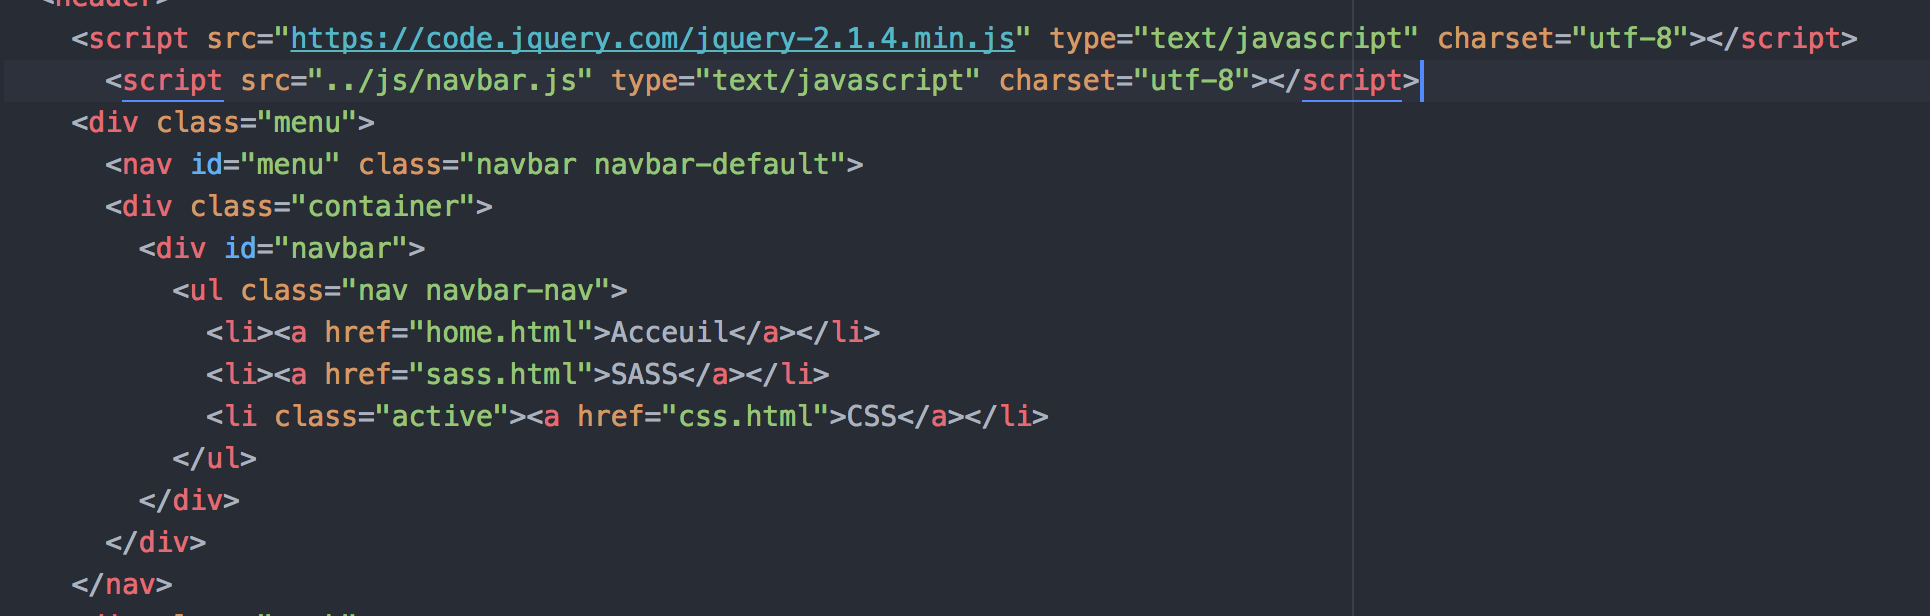 <header>
<script src="https://code.jquery.com/jquery-2.1.4.min.js" type="text/javascript" charset="utf-8"></script>
<script src="../js/navbar.js" type="text/javascript" charset="utf-8"></script>
<div class="menu">
<nav id="menu" class="navbar navbar-default">
<div class="container">
<div id="navbar">
<ul class="nav navbar-nav">
<li><a href="home.html">Acceuil</a></li>
<li><a href="sass.html">SASS</a></li>
<li class="active"><a href="css.html">CSS</a></li>
</ul>
</div>
</div>
</nav>